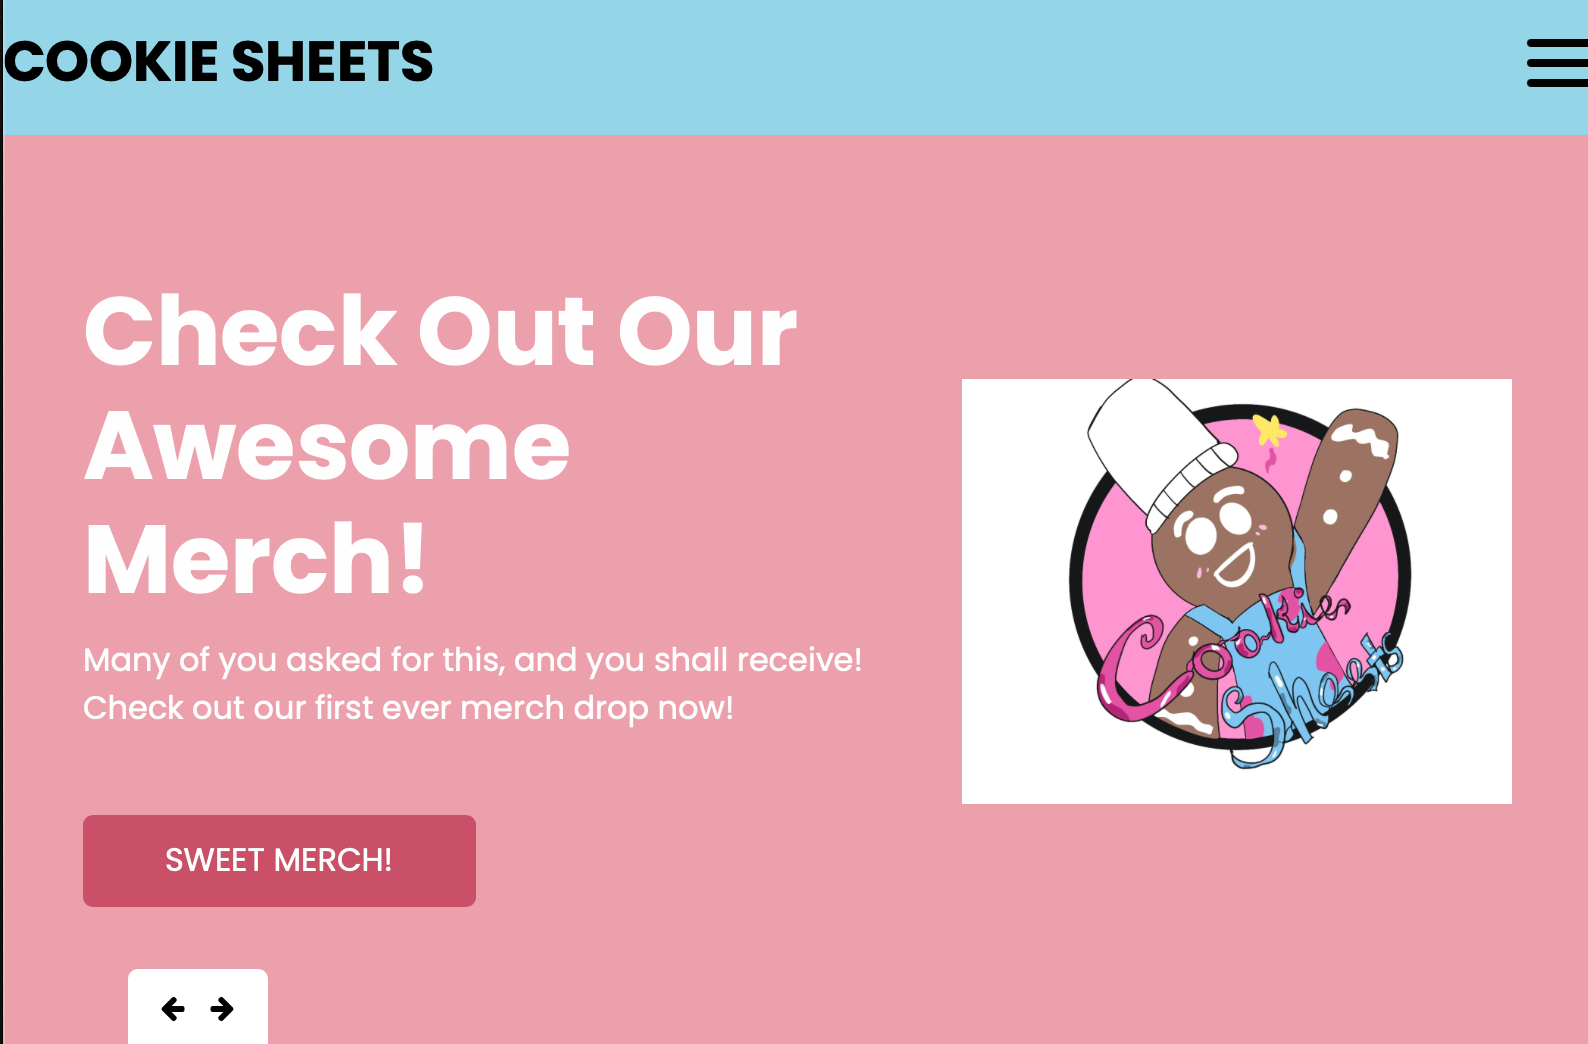 COOKIE SHEETS
Check Out Our
Awesome
Merch!
Many of you asked for this, and you shall receive!
Check out our first ever merch drop now!
SWEET MERCH!
Cookie
Sheets